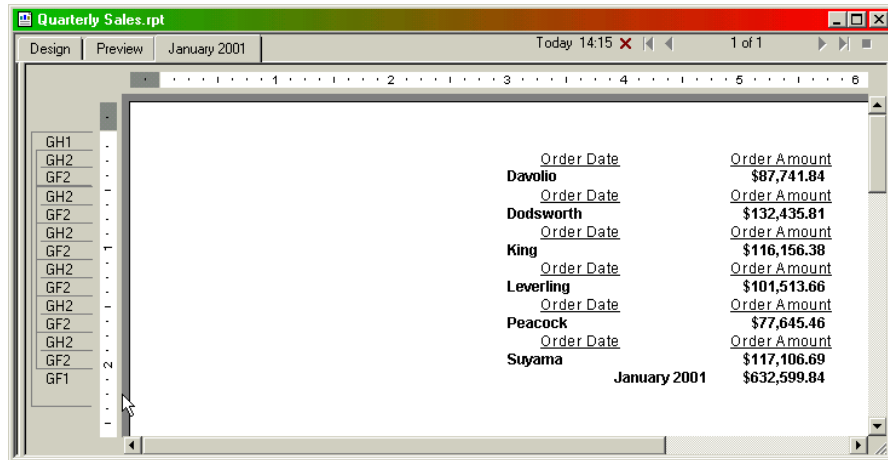 Quarterly Sales.rpt
Design Preview January 2001 Today 14:15 1 of 1
1 2 3 4 5 6
GH1
GH2 Order Date Order Amount
GF2 Davolio $87,741.84
GH2 Order Date Order Amount
GF2 Dodsworth $132,435.81
GH2 Order Date Order Amount
GF2 King $116,156.38
GH2 Order Date Order Amount
GF2 Leverling $101,513.66
GH2 Order Date Order Amount
GF2 Peacock $77,645.46
GH2 Order Date Order Amount
GF2 Suyama $117,106.69
GF1 January 2001 $632,599.84
1
2